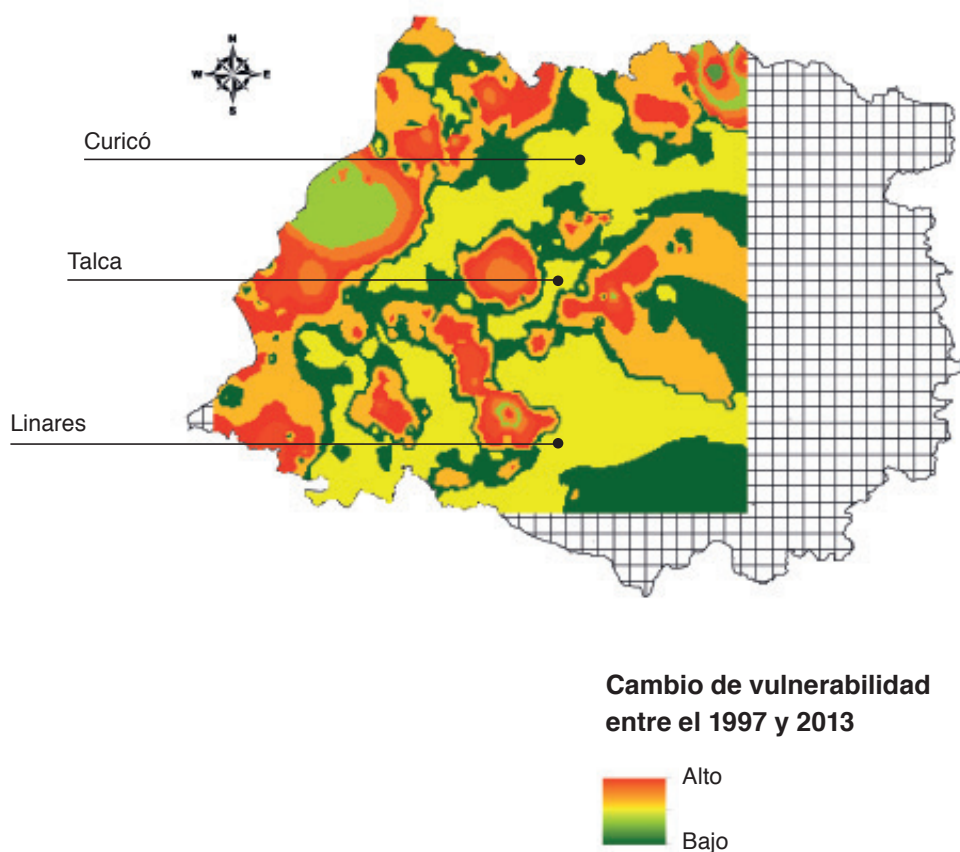 N
W E
S
Curicó
Talca
Linares
Cambio de vulnerabilidad
entre el 1997 y 2013
Alto
Bajo